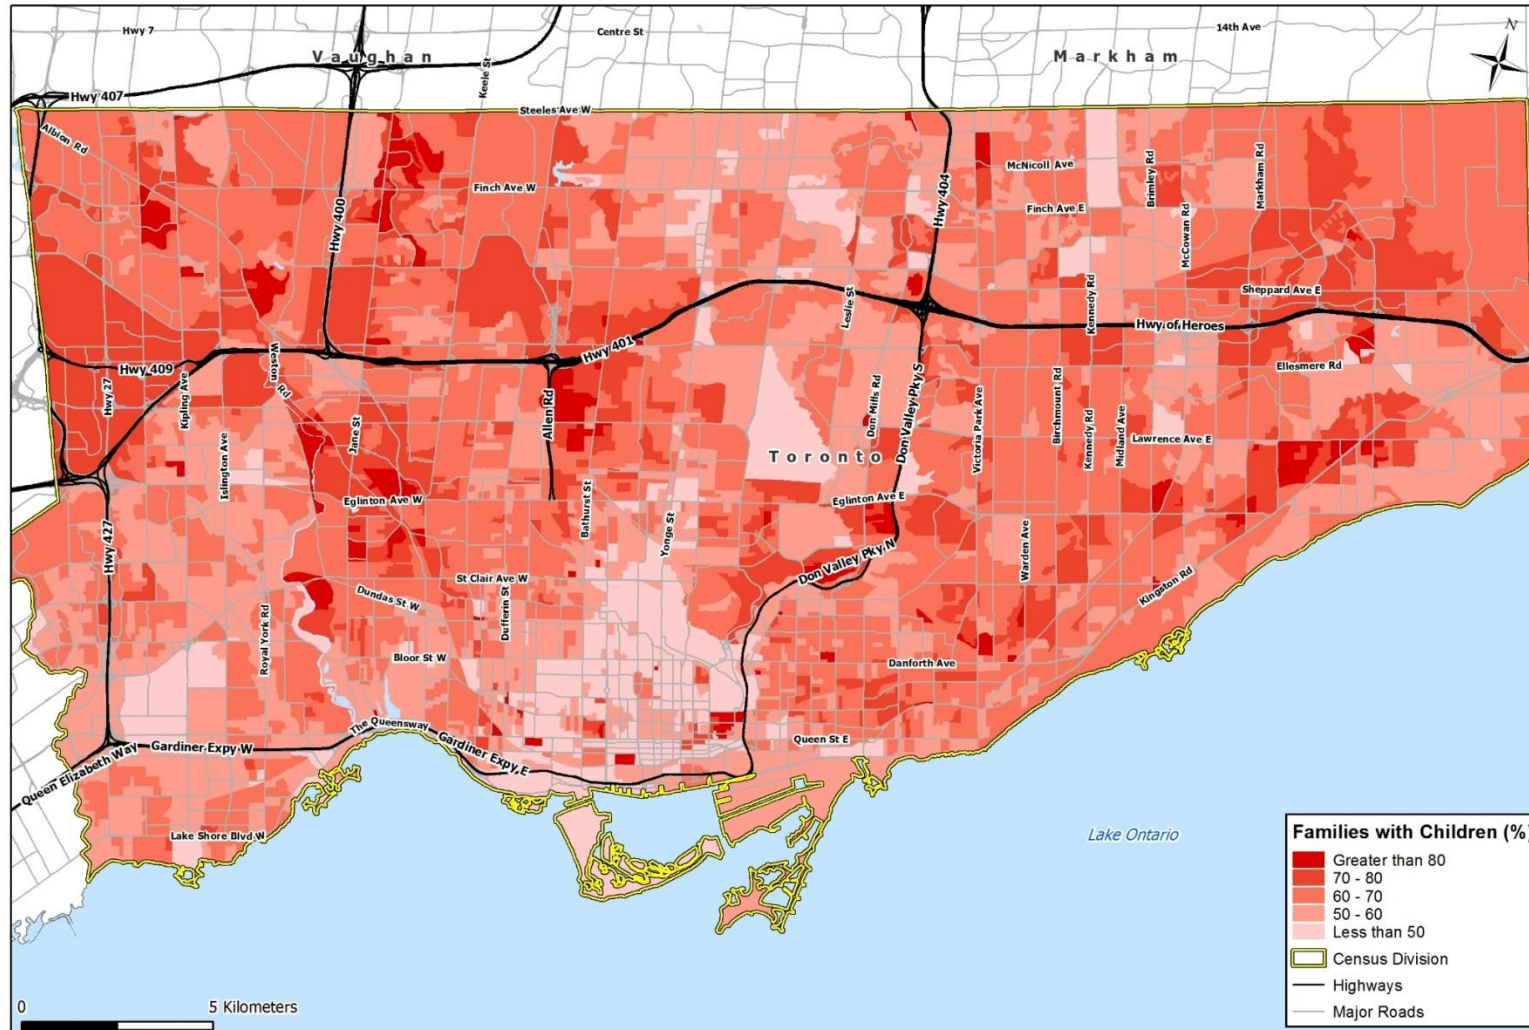 Hwy 7
Centre St
14th Ave
N
Vaughan
Markham
Keele St
Hwy 407
Steeles Ave W
Albion Rd
McNicoll Ave
Brimley Rd
Markham Rd
Finch Ave W
Hwy 404
Finch Ave E
Hwy 400
McCowan Rd
Leslie St
Kennedy Rd
Sheppard Ave E
Hwy of Heroes
Hwy 401
Weston Rd
Hwy 409
Ellesmere Rd
Hwy 27
Kipling Ave
Allen Rd
Don Mills Rd
Don Valley Pky S
Victoria Park Ave
Birchmount Rd
Kennedy Rd
Midland Ave
Jane St
Islington Ave
Lawrence Ave E
Toronto
Eglinton Ave W
Bathurst St
Eglinton Ave E
Yonge St
Hwy 427
Warden Ave
Don Valley Pky N
St Clair Ave W
Kingston Rd
Dundas St W
Dufferin St
Royal York Rd
Bloor St W
Danforth Ave
The Queensway
Queen St E
Gardiner Expy W
Gardiner Expy E
Queen Elizabeth Way
Lake Shore Blvd W
Lake Ontario
Families with Children (%)
Greater than 80
70 - 80
60 - 70
50 - 60
Less than 50
Census Division
Highways
Major Roads
0 5 Kilometers